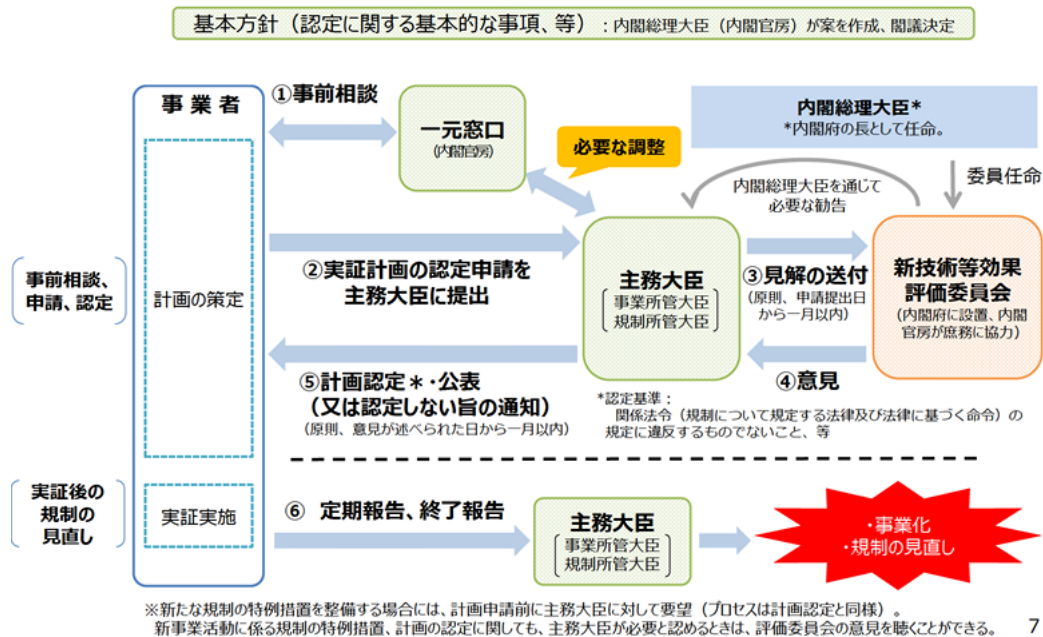 基本方針（認定に関する基本的な事項、等）：内閣総理大臣（内閣官房）が案を作成、閣議決定
事業者
①事前相談
一元窓口
(内閣官房)
必要な調整
内閣総理大臣*
*内閣府の長として任命。
委員任命
内閣総理大臣を通じて
必要な勧告
事前相談、
申請、認定
計画の策定
②実証計画の認定申請を
主務大臣に提出
主務大臣
事業所管大臣
規制所管大臣
③見解の送付
(原則、申請提出日
から一月以内)
新技術等効果
評価委員会
(内閣府に設置、内閣
官房が庶務に協力)
④意見
⑤計画認定＊・公表
（又は認定しない旨の通知）
(原則、意見が述べられた日から一月以内)
*認定基準：
関係法令（規制について規定する法律及び法律に基づく命令）の
規定に違反するものでないこと、等
実証後の
規制の
見直し
実証実施
⑥ 定期報告、終了報告
主務大臣
事業所管大臣
規制所管大臣
・事業化
・規制の見直し
※新たな規制の特例措置を整備する場合には、計画申請前に主務大臣に対して要望（プロセスは計画認定と同様）。
新事業活動に係る規制の特例措置、計画の認定に関しても、主務大臣が必要と認めるときは、評価委員会の意見を聴くことができる。
7